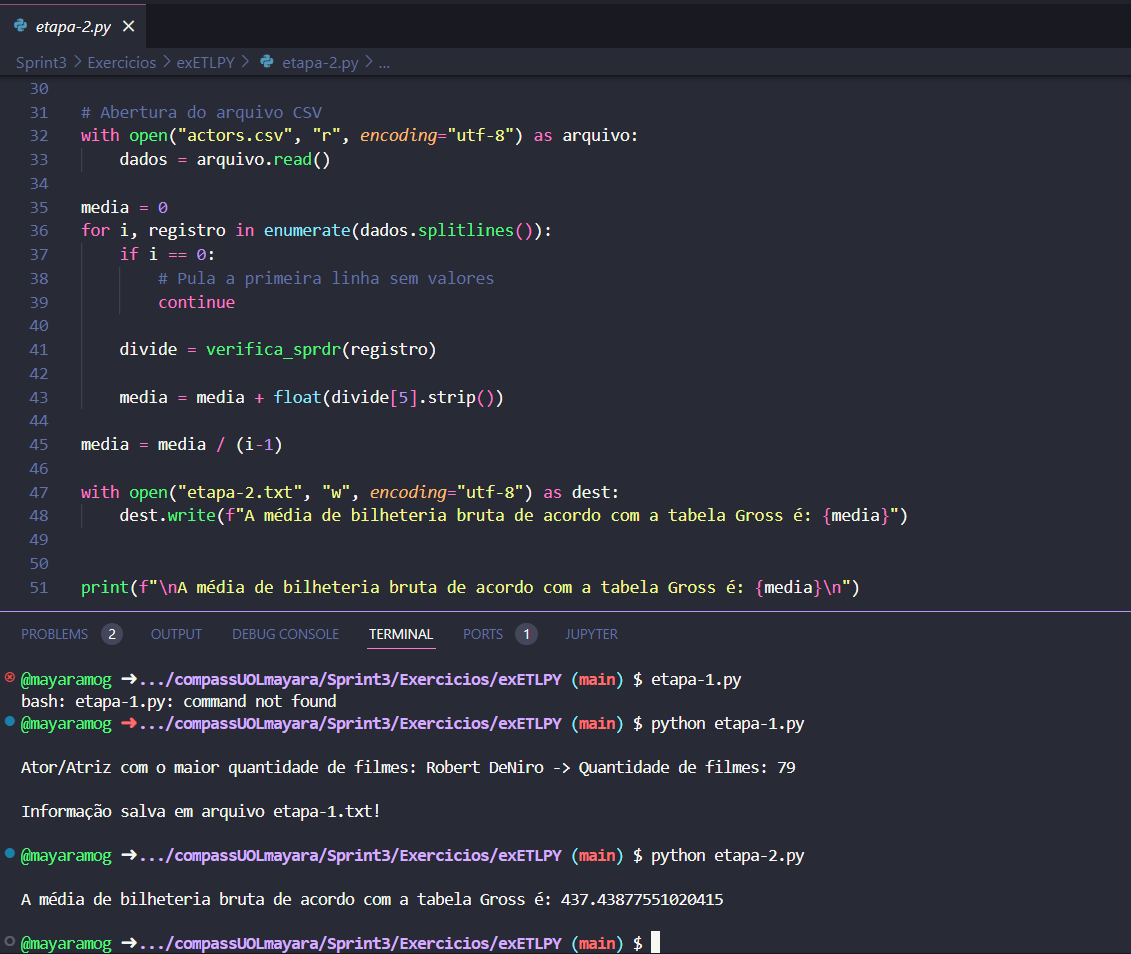 etapa-2.py
Sprint3 > Exercicios > exETLPY > etapa-2.py > ...
30
31 # Abertura do arquivo CSV
32 with open("actors.csv", "r", encoding="utf-8") as arquivo:
33     dados = arquivo.read()
34
35 media = 0
36 for i, registro in enumerate(dados.splitlines()):
37     if i == 0:
38         # Pula a primeira linha sem valores
39         continue
40
41     divide = verifica_sprdr(registro)
42
43     media = media + float(divide[5].strip())
44
45 media = media / (i-1)
46
47 with open("etapa-2.txt", "w", encoding="utf-8") as dest:
48     dest.write(f"A média de bilheteria bruta de acordo com a tabela Gross é: {media}")
49
50
51 print(f"\nA média de bilheteria bruta de acordo com a tabela Gross é: {media}\n")
PROBLEMS 2 OUTPUT DEBUG CONSOLE TERMINAL PORTS 1 JUPYTER
@mayaramog ➜.../compassUOLmayara/Sprint3/Exercicios/exETLPY (main) $ etapa-1.py
bash: etapa-1.py: command not found
@mayaramog ➜.../compassUOLmayara/Sprint3/Exercicios/exETLPY (main) $ python etapa-1.py
Ator/Atriz com o maior quantidade de filmes: Robert DeNiro -> Quantidade de filmes: 79
Informação salva em arquivo etapa-1.txt!
@mayaramog ➜.../compassUOLmayara/Sprint3/Exercicios/exETLPY (main) $ python etapa-2.py
A média de bilheteria bruta de acordo com a tabela Gross é: 437.43877551020415
@mayaramog ➜.../compassUOLmayara/Sprint3/Exercicios/exETLPY (main) $